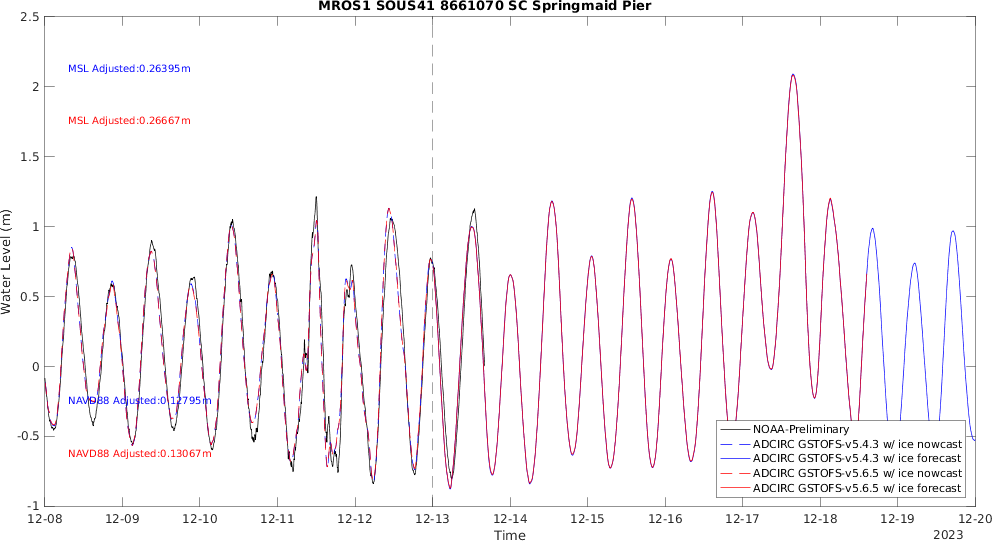 MROS1 SOUS41 8661070 SC Springmaid Pier
2.5
2
1.5
1
0.5
0
-0.5
-1
Water Level (m)
MSL Adjusted:0.26395m
MSL Adjusted:0.26667m
NAVD88 Adjusted:0.12795m
NAVD88 Adjusted:0.13067m
NOAA-Preliminary
ADCIRC GSTOFS-v5.4.3 w/ ice nowcast
ADCIRC GSTOFS-v5.4.3 w/ ice forecast
ADCIRC GSTOFS-v5.6.5 w/ ice nowcast
ADCIRC GSTOFS-v5.6.5 w/ ice forecast
12-08 12-09 12-10 12-11 12-12 12-13 12-14 12-15 12-16 12-17 12-18 12-19 12-20
Time
2023